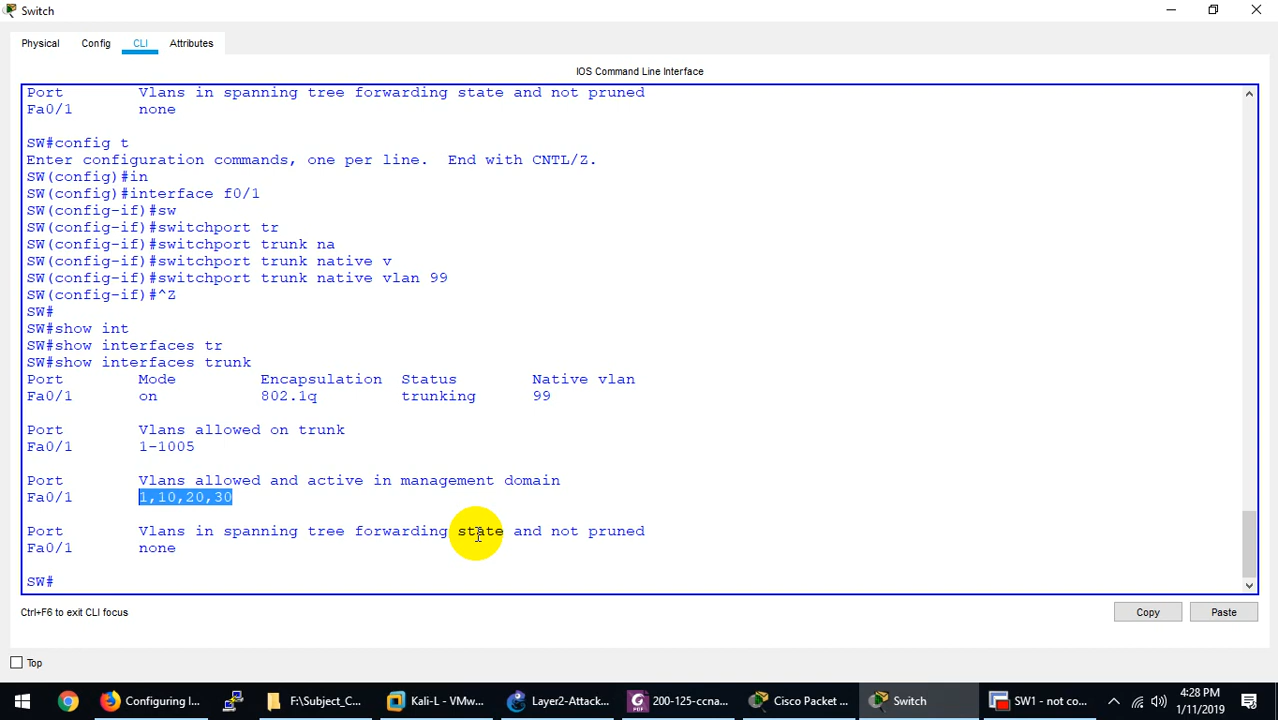 Switch
Physical Config CLI Attributes
IOS Command Line Interface
Port Vlans in spanning tree forwarding state and not pruned
Fa0/1 none
SW#config t
Enter configuration commands, one per line. End with CNTL/Z.
SW(config)#in
SW(config)#interface f0/1
SW(config-if)#sw
SW(config-if)#switchport tr
SW(config-if)#switchport trunk na
SW(config-if)#switchport trunk native v
SW(config-if)#switchport trunk native vlan 99
SW(config-if)#^Z
SW#
SW#show int
SW#show interfaces tr
SW#show interfaces trunk
Port Mode Encapsulation Status Native vlan
Fa0/1 on 802.1q trunking 99
Port Vlans allowed on trunk
Fa0/1 1-1005
Port Vlans allowed and active in management domain
Fa0/1 1,10,20,30
Port Vlans in spanning tree forwarding state and not pruned
Fa0/1 none
SW#
Ctrl+F6 to exit CLI focus
Copy Paste
Top
Configuring I... F:\Subject_C... Kali-L - VMw... Layer2-Attack... 200-125-ccna... Cisco Packet ... Switch SW1 - not co... 4:28 PM
1/11/2019